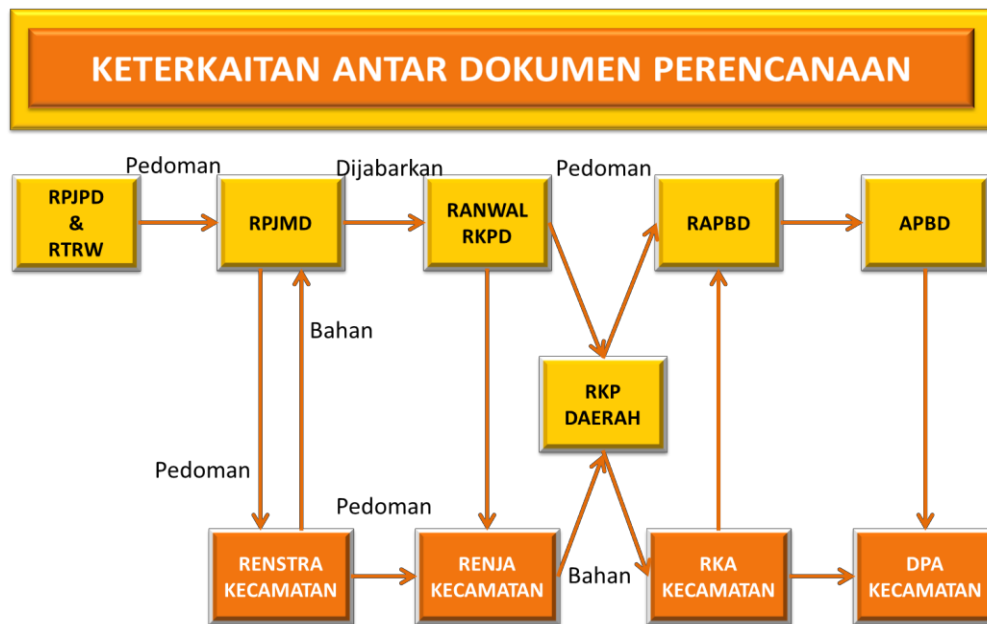 KETERKAITAN ANTAR DOKUMEN PERENCANAAN
Pedoman
Dijabarkan
Pedoman
RPJPD
&
RTRW
RPJMD
RANWAL
RKPD
RAPBD
APBD
Bahan
RKP
DAERAH
Pedoman
Pedoman
Bahan
RENSTRA
KECAMATAN
RENJA
KECAMATAN
RKA
KECAMATAN
DPA
KECAMATAN